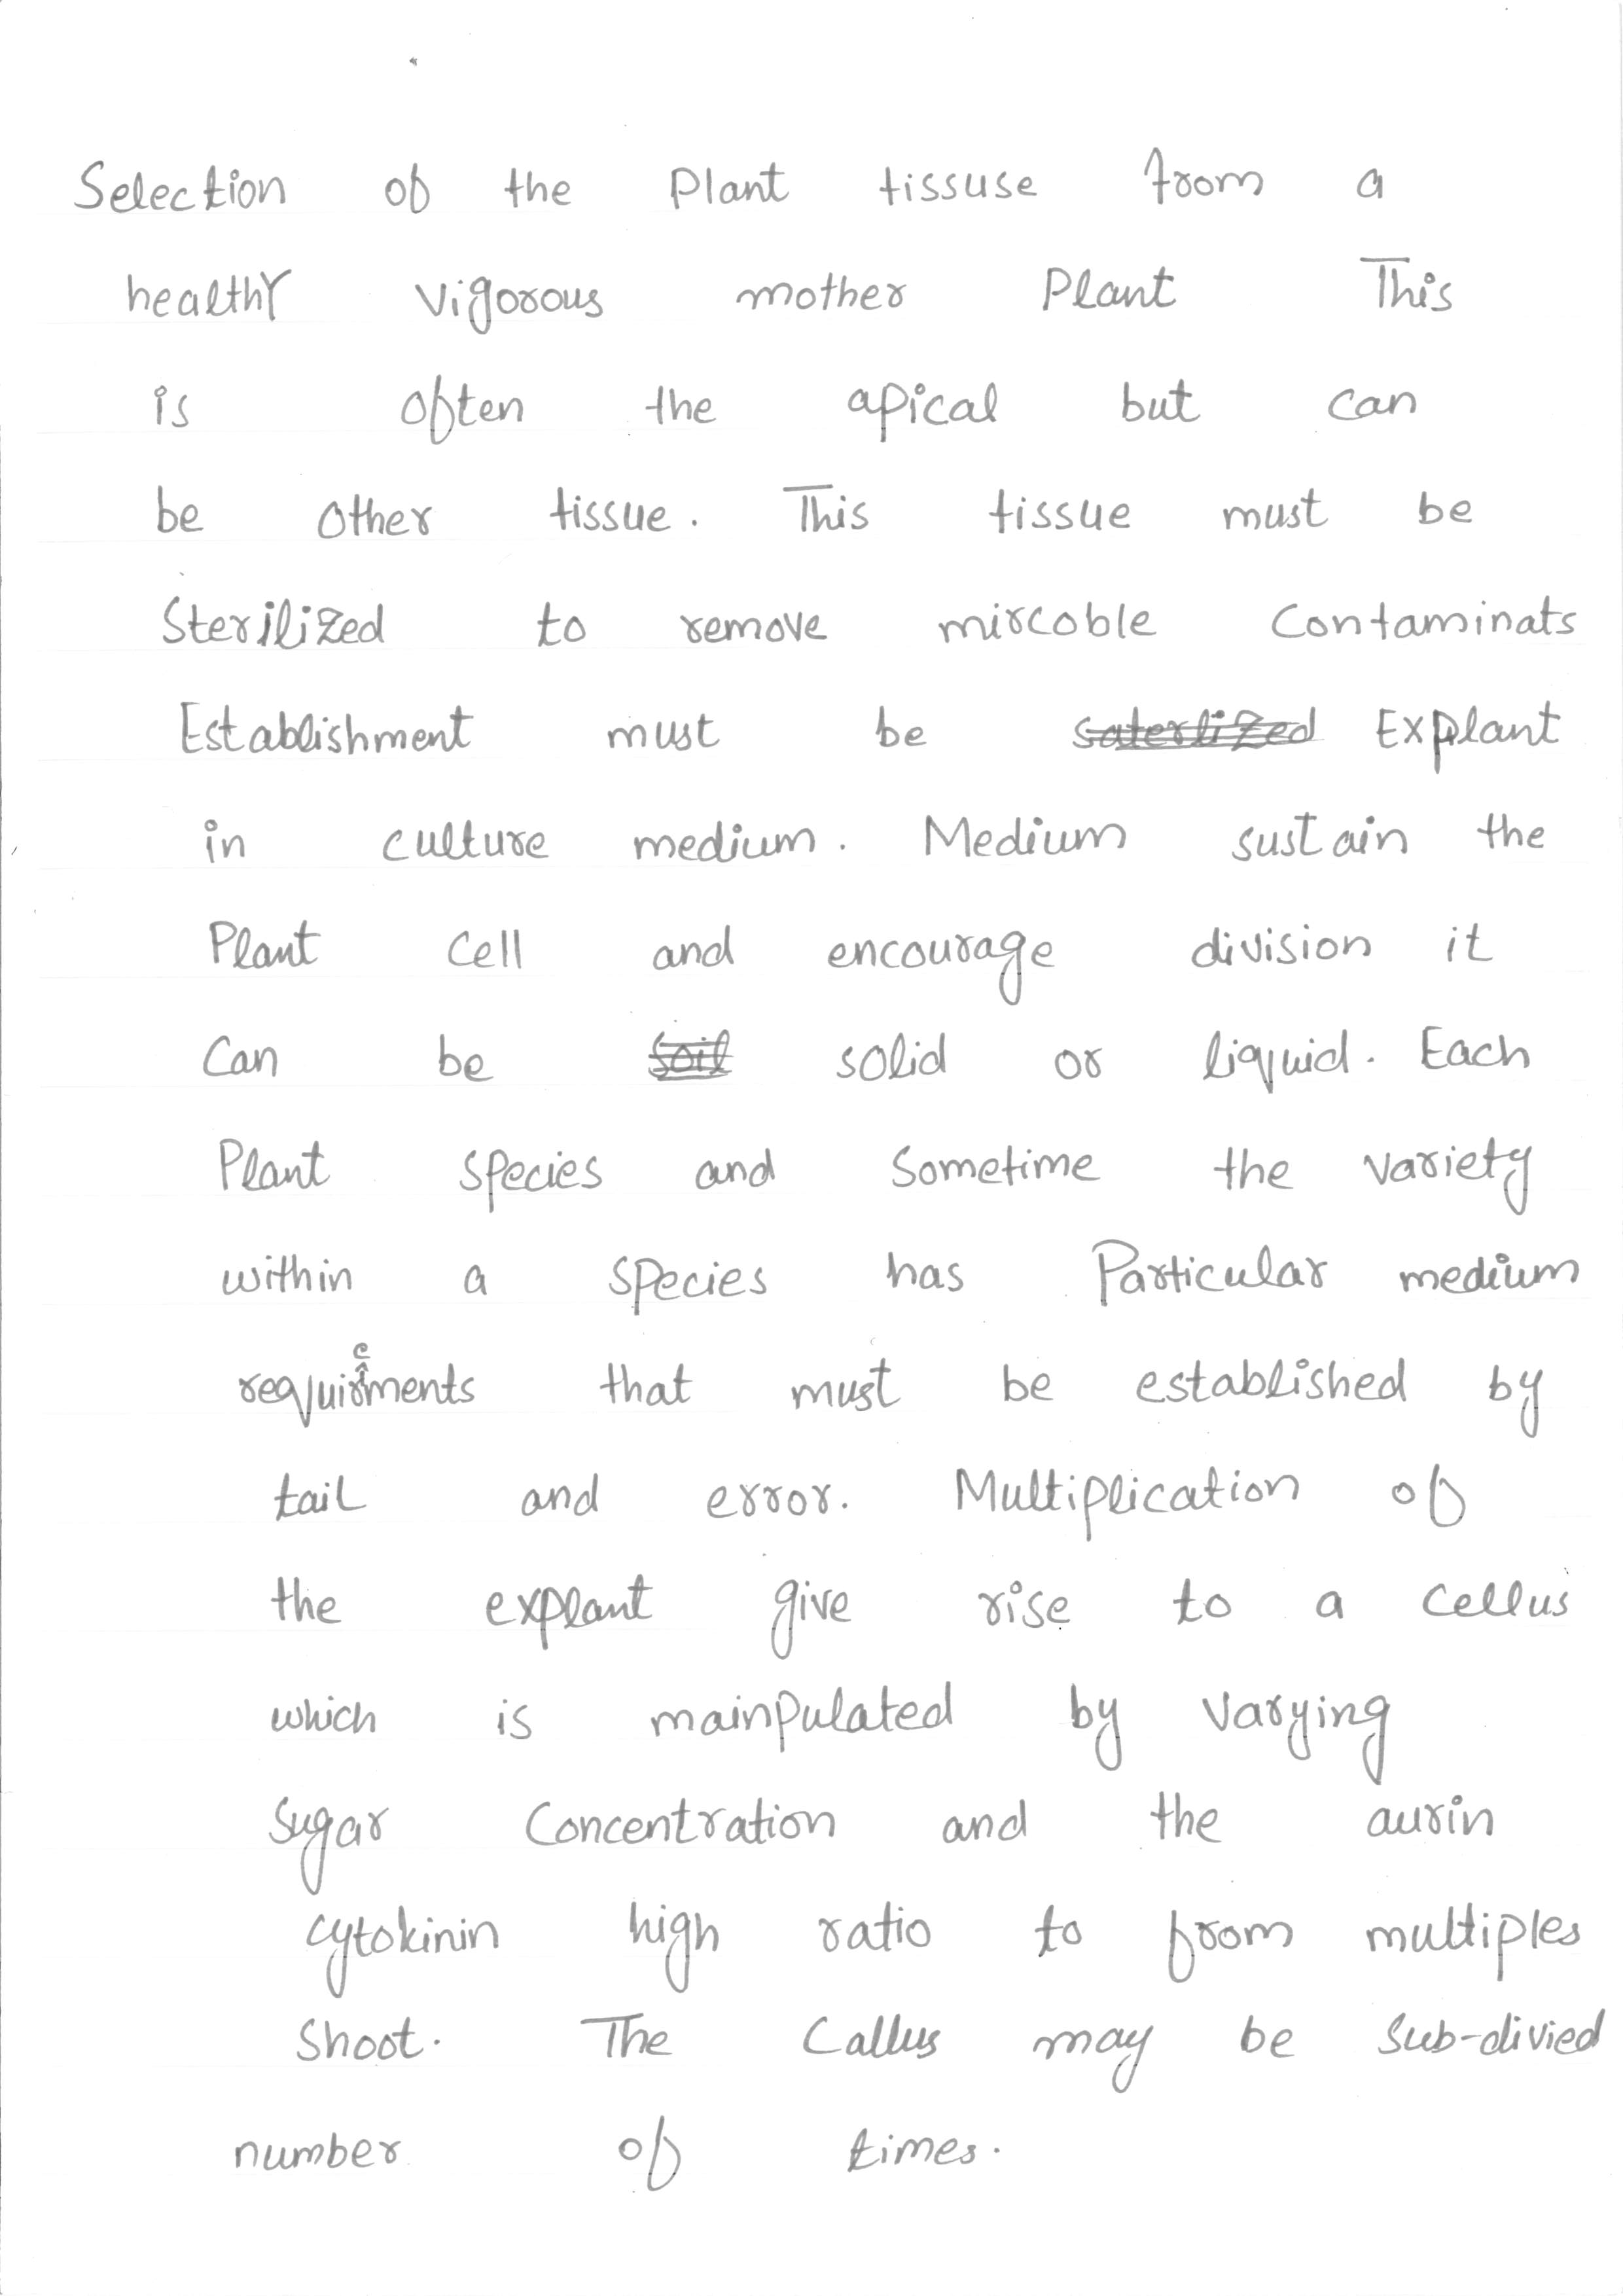 Selection of the Plant tissuse from a
healthy vigorous mother Plant This
is often the apical but can
be other tissue. This tissue must be
Sterilized to remove mircoble Contaminats
Establishment must be ~~saterlized~~ Explant
in culture medium. Medium sustain the
Plant cell and encourage division it
Can be ~~soil~~ solid or liquid. Each
Plant species and Sometime the variety
within a species has Particular medium
requirements that must be established by
tail and error. Multiplication of
the explant give rise to a cellus
which is mainpulated by varying
Sugar Concentration and the aurin
cytokinin high ratio to from multiples
Shoot. The Callus may be Sub-divied
number of times.